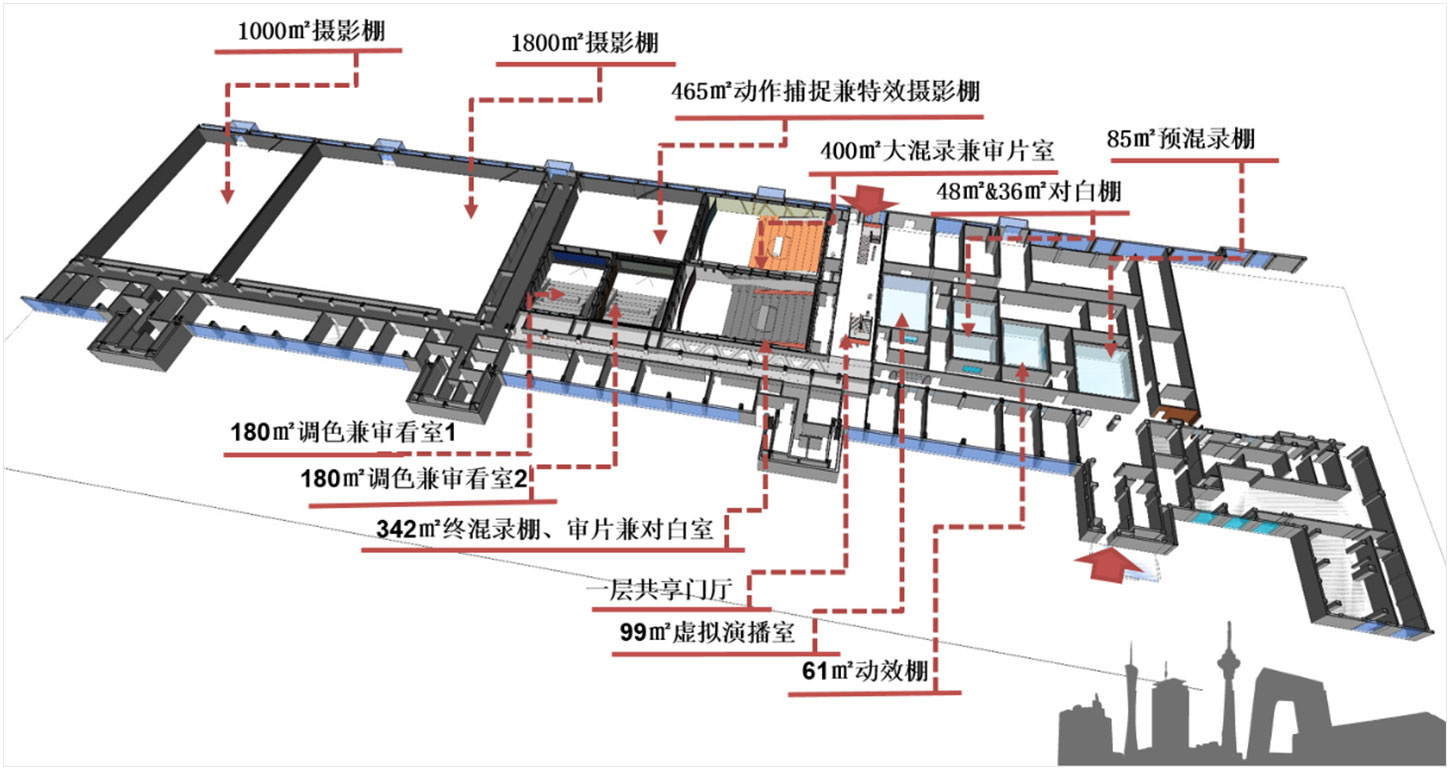 1000㎡摄影棚
1800㎡摄影棚
465㎡动作捕捉兼特效摄影棚
400㎡大混录兼审片室
85㎡预混录棚
48㎡&36㎡对白棚
180㎡调色兼审看室1
180㎡调色兼审看室2
342㎡终混录棚、审片兼对白室
一层共享门厅
99㎡虚拟演播室
61㎡动效棚